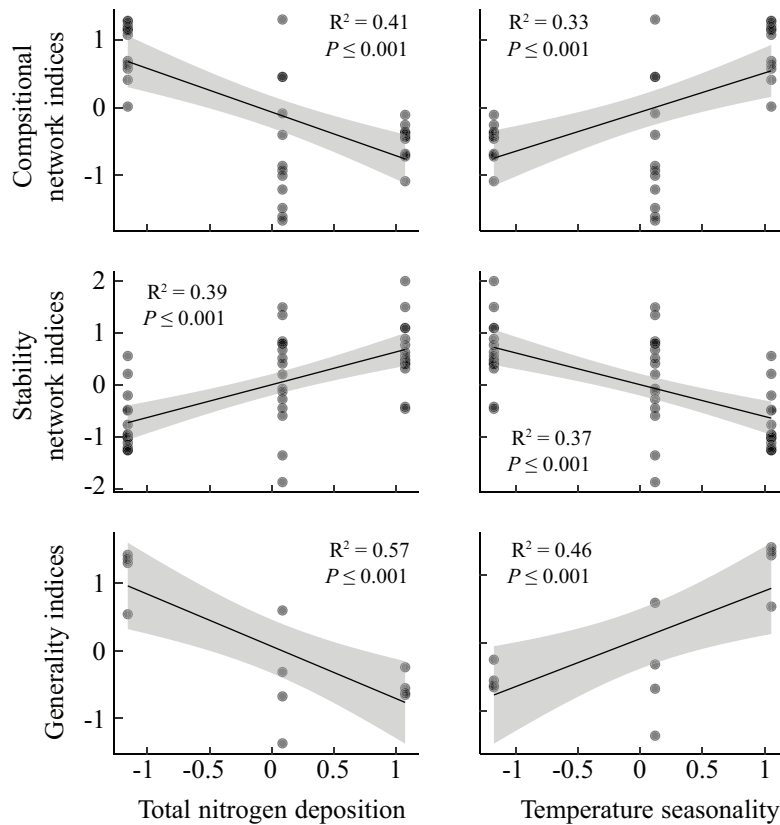 Compsitional
network indices
1
0
-1
R² = 0.41
P ≤ 0.001
R² = 0.33
P ≤ 0.001
Stability
network indices
2
1
0
-1
-2
R² = 0.39
P ≤ 0.001
R² = 0.37
P ≤ 0.001
Generality indices
1
0
-1
R² = 0.57
P ≤ 0.001
R² = 0.46
P ≤ 0.001
-1 -0.5 0 0.5 1
-1 -0.5 0 0.5 1
Total nitrogen deposition
Temperature seasonality